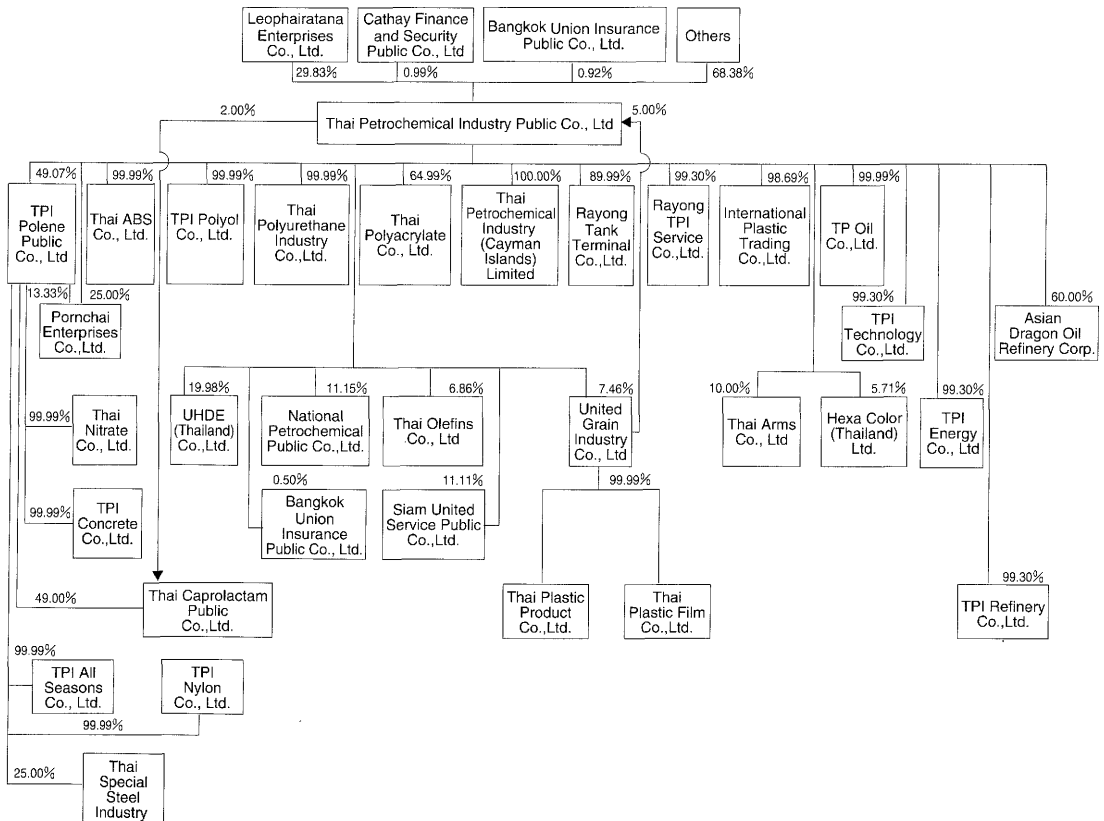 Leophairatana
Enterprises
Co., Ltd.
Cathay Finance
and Security
Public Co., Ltd
Bangkok Union Insurance
Public Co., Ltd.
Others
29.83%
0.99%
0.92%
68.38%
2.00%
Thai Petrochemical Industry Public Co., Ltd
5.00%
49.07%
99.99%
99.99%
99.99%
64.99%
100.00%
89.99%
99.30%
98.69%
99.99%
TPI
Polene
Public
Co., Ltd
Thai ABS
Co., Ltd.
TPI Polyol
Co., Ltd.
Thai
Polyurethane
Industry
Co.,Ltd.
Thai
Polyacrylate
Co., Ltd.
Thai
Petrochemical
Industry
(Cayman
Islands)
Limited
Rayong
Tank
Terminal
Co.,Ltd.
Rayong
TPI
Service
Co.,Ltd.
International
Plastic
Trading
Co., Ltd.
TP Oil
Co.,Ltd.
13.33%
25.00%
Pornchai
Enterprises
Co.,Ltd.
99.30%
TPI
Technology
Co.,Ltd.
60.00%
Asian
Dragon Oil
Refinery Corp.
99.99%
Thai
Nitrate
Co., Ltd.
19.98%
UHDE
(Thailand)
Co.,Ltd.
11.15%
National
Petrochemical
Public Co.,Ltd.
6.86%
Thai Olefins
Co., Ltd
7.46%
United
Grain
Industry
Co., Ltd
10.00%
Thai Arms
Co., Ltd
5.71%
Hexa Color
(Thailand) Ltd.
99.30%
TPI
Energy
Co., Ltd
99.99%
TPI
Concrete
Co.,Ltd.
0.50%
Bangkok
Union
Insurance
Public Co., Ltd.
11.11%
Siam United
Service Public
Co.,Ltd.
99.99%
49.00%
Thai Caprolactam
Public
Co.,Ltd.
Thai Plastic
Product
Co.,Ltd.
Thai
Plastic Film
Co.,Ltd.
99.30%
TPI Refinery
Co.,Ltd.
99.99%
TPI All
Seasons
Co., Ltd.
TPI
Nylon
Co., Ltd.
99.99%
25.00%
Thai
Special
Steel
Industry